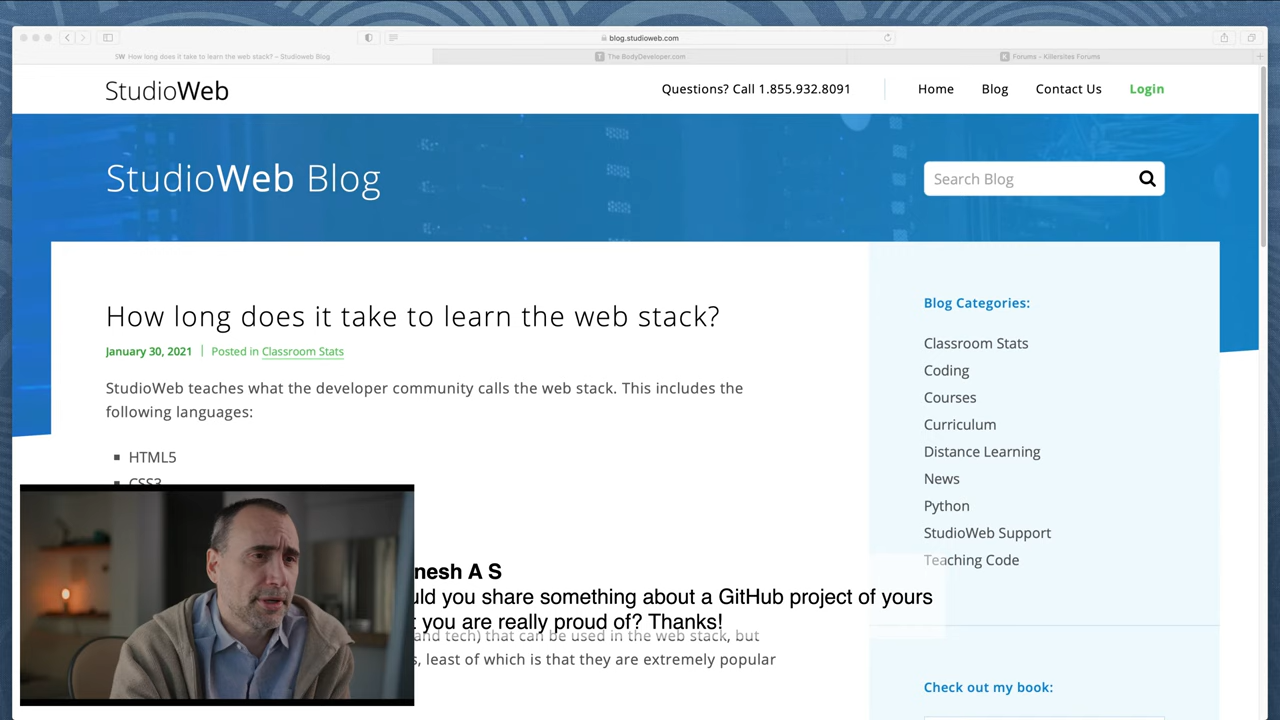 blog.studioweb.com
SW How long does it take to learn the web stack? – Studioweb Blog
T The BodyDeveloper.com
K Forums - Killersites Forums
StudioWeb
Questions? Call 1.855.932.8091
Home
Blog
Contact Us
Login
StudioWeb Blog
Search Blog
How long does it take to learn the web stack?
January 30, 2021
Posted in Classroom Stats
StudioWeb teaches what the developer community calls the web stack. This includes the
following languages:
HTML5
CSS3
nesh A S
uld you share something about a GitHub project of yours
t you are really proud of? Thanks!
and tech) that can be used in the web stack, but
s, least of which is that they are extremely popular
Blog Categories:
Classroom Stats
Coding
Courses
Curriculum
Distance Learning
News
Python
StudioWeb Support
Teaching Code
Check out my book: